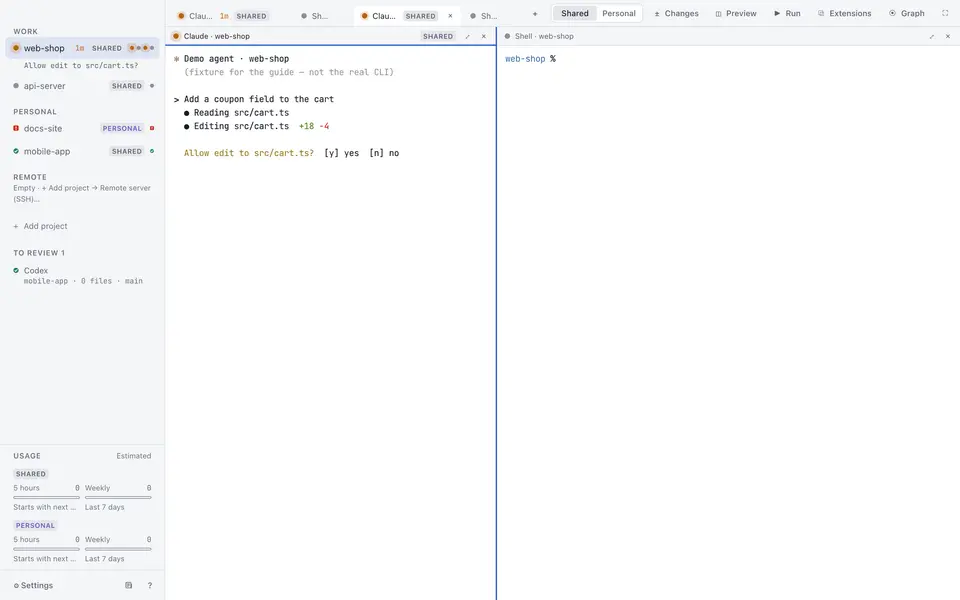 Clau... 1m SHARED
Sh...
Clau... SHARED ×
Sh...
+
Shared Personal
± Changes
Preview
Run
Extensions
Graph
WORK
web-shop 1m SHARED
Allow edit to src/cart.ts?
api-server SHARED
PERSONAL
docs-site PERSONAL
mobile-app SHARED
REMOTE
Empty · + Add project → Remote server
(SSH)...
+ Add project
TO REVIEW 1
Codex
mobile-app · 0 files · main
USAGE Estimated
SHARED
5 hours 0 Weekly 0
Starts with next ... Last 7 days
PERSONAL
5 hours 0 Weekly 0
Starts with next ... Last 7 days
Settings ?
Claude · web-shop SHARED ×
✻ Demo agent · web-shop
(fixture for the guide — not the real CLI)
> Add a coupon field to the cart
● Reading src/cart.ts
● Editing src/cart.ts +18 -4
Allow edit to src/cart.ts? [y] yes [n] no
Shell · web-shop ×
web-shop %